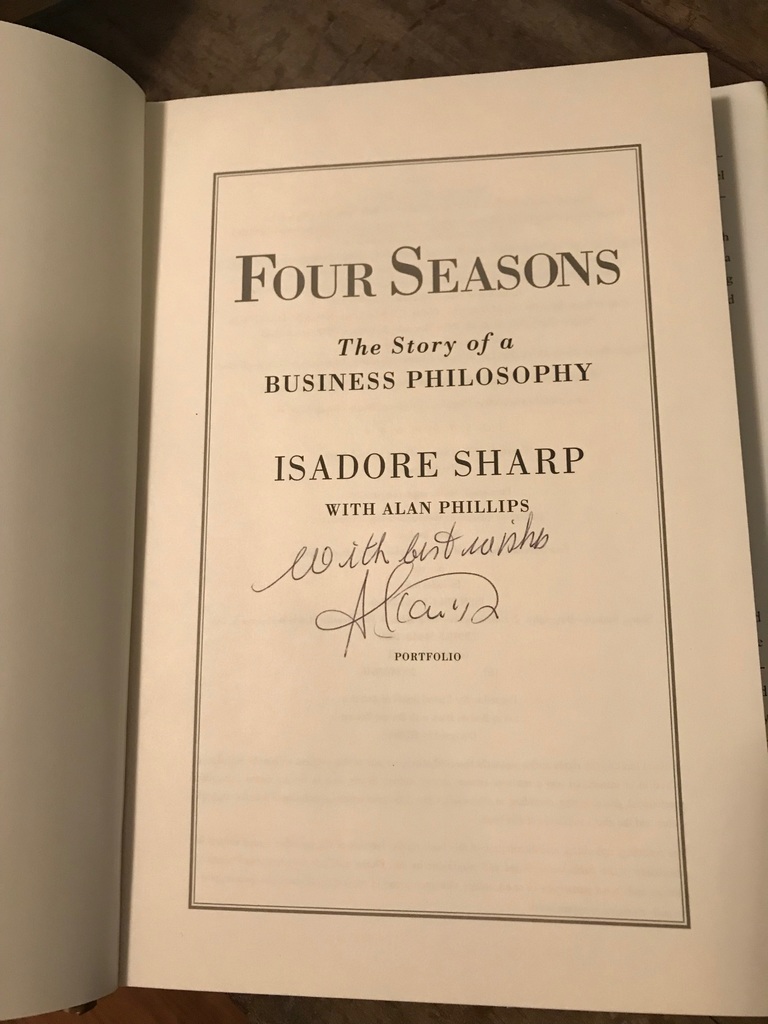 FOUR SEASONS
The Story of a
BUSINESS PHILOSOPHY
ISADORE SHARP
WITH ALAN PHILLIPS
With best wishes
PORTFOLIO